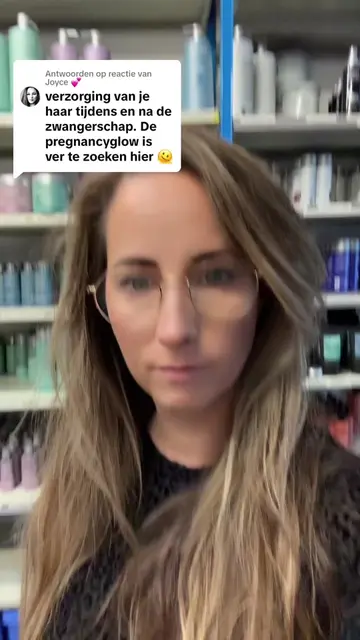 Antwoorden op reactie van
Joyce 💕
verzorging van je
haar tijdens en na de
zwangerschap. De
pregnancyglow is
ver te zoeken hier 🫠